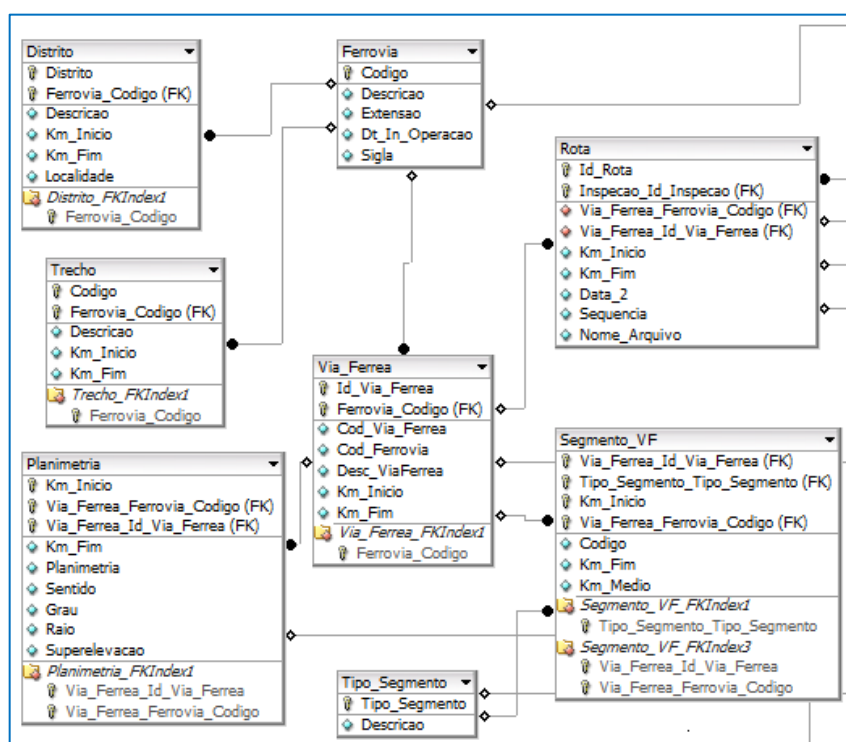 Distrito
Distrito
Ferrovia_Codigo (FK)
Descricao
Km_Inicio
Km_Fim
Localidade
Distrito_FKIndex1
Ferrovia_Codigo
Ferrovia
Codigo
Descricao
Extensao
Dt_In_Operacao
Sigla
Rota
Id_Rota
Inspecao_Id_Inspecao (FK)
Via_Ferrea_Ferrovia_Codigo (FK)
Via_Ferrea_Id_Via_Ferrea (FK)
Km_Inicio
Km_Fim
Data_2
Sequencia
Nome_Arquivo
Trecho
Codigo
Ferrovia_Codigo (FK)
Descricao
Km_Inicio
Km_Fim
Trecho_FKIndex1
Ferrovia_Codigo
Via_Ferrea
Id_Via_Ferrea
Ferrovia_Codigo (FK)
Cod_Via_Ferrea
Cod_Ferrovia
Desc_ViaFerrea
Km_Inicio
Km_Fim
Via_Ferrea_FKIndex1
Ferrovia_Codigo
Planimetria
Km_Inicio
Via_Ferrea_Ferrovia_Codigo (FK)
Via_Ferrea_Id_Via_Ferrea (FK)
Km_Fim
Planimetria
Sentido
Grau
Raio
Superelevacao
Planimetria_FKIndex1
Via_Ferrea_Id_Via_Ferrea
Via_Ferrea_Ferrovia_Codigo
Segmento_VF
Via_Ferrea_Id_Via_Ferrea (FK)
Tipo_Segmento_Tipo_Segmento (FK)
Km_Inicio
Via_Ferrea_Ferrovia_Codigo (FK)
Codigo
Km_Fim
Km_Medio
Segmento_VF_FKIndex1
Tipo_Segmento_Tipo_Segmento
Segmento_VF_FKIndex3
Via_Ferrea_Id_Via_Ferrea
Via_Ferrea_Ferrovia_Codigo
Tipo_Segmento
Tipo_Segmento
Descricao